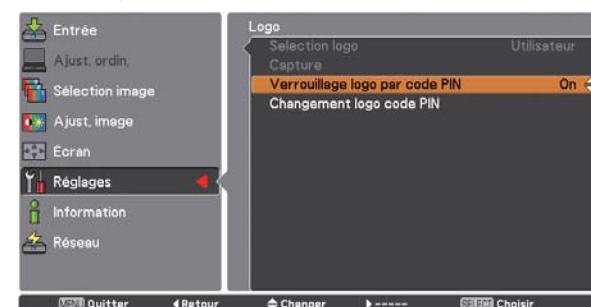 Entrée
Ajust. ordin.
Sélection image
Ajust. image
Écran
Réglages
Information
Réseau
Logo
Selection logo Utilisateur
Capture
Verrouillage logo par code PIN On
Changement logo code PIN
MENU Quitter Retour Changer ----- SELECT Choisir